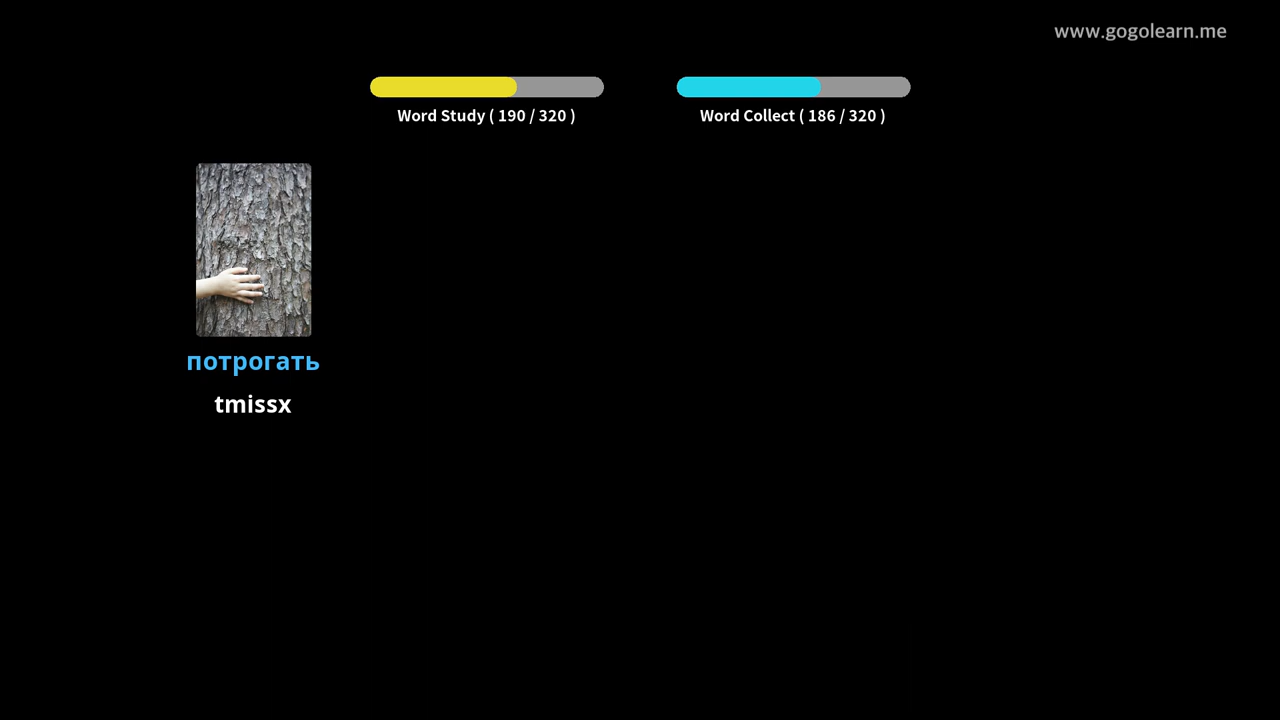 www.gogolearn.me
Word Study ( 190 / 320 )
Word Collect ( 186 / 320 )
потрогать
tmissx